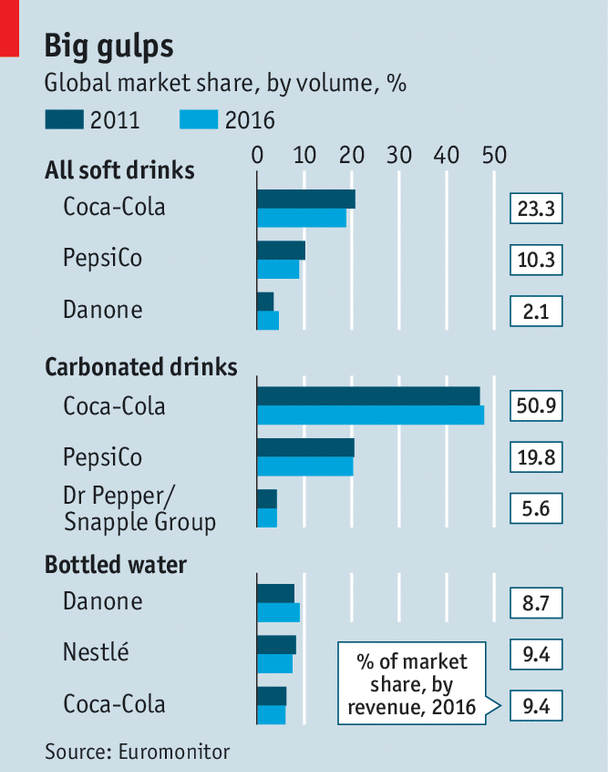 Big gulps
Global market share, by volume, %
2011 2016
0 10 20 30 40 50
All soft drinks
Coca-Cola 23.3
PepsiCo 10.3
Danone 2.1
Carbonated drinks
Coca-Cola 50.9
PepsiCo 19.8
Dr Pepper/
Snapple Group 5.6
Bottled water
Danone 8.7
Nestlé 9.4
Coca-Cola 9.4
% of market
share, by
revenue, 2016
Source: Euromonitor